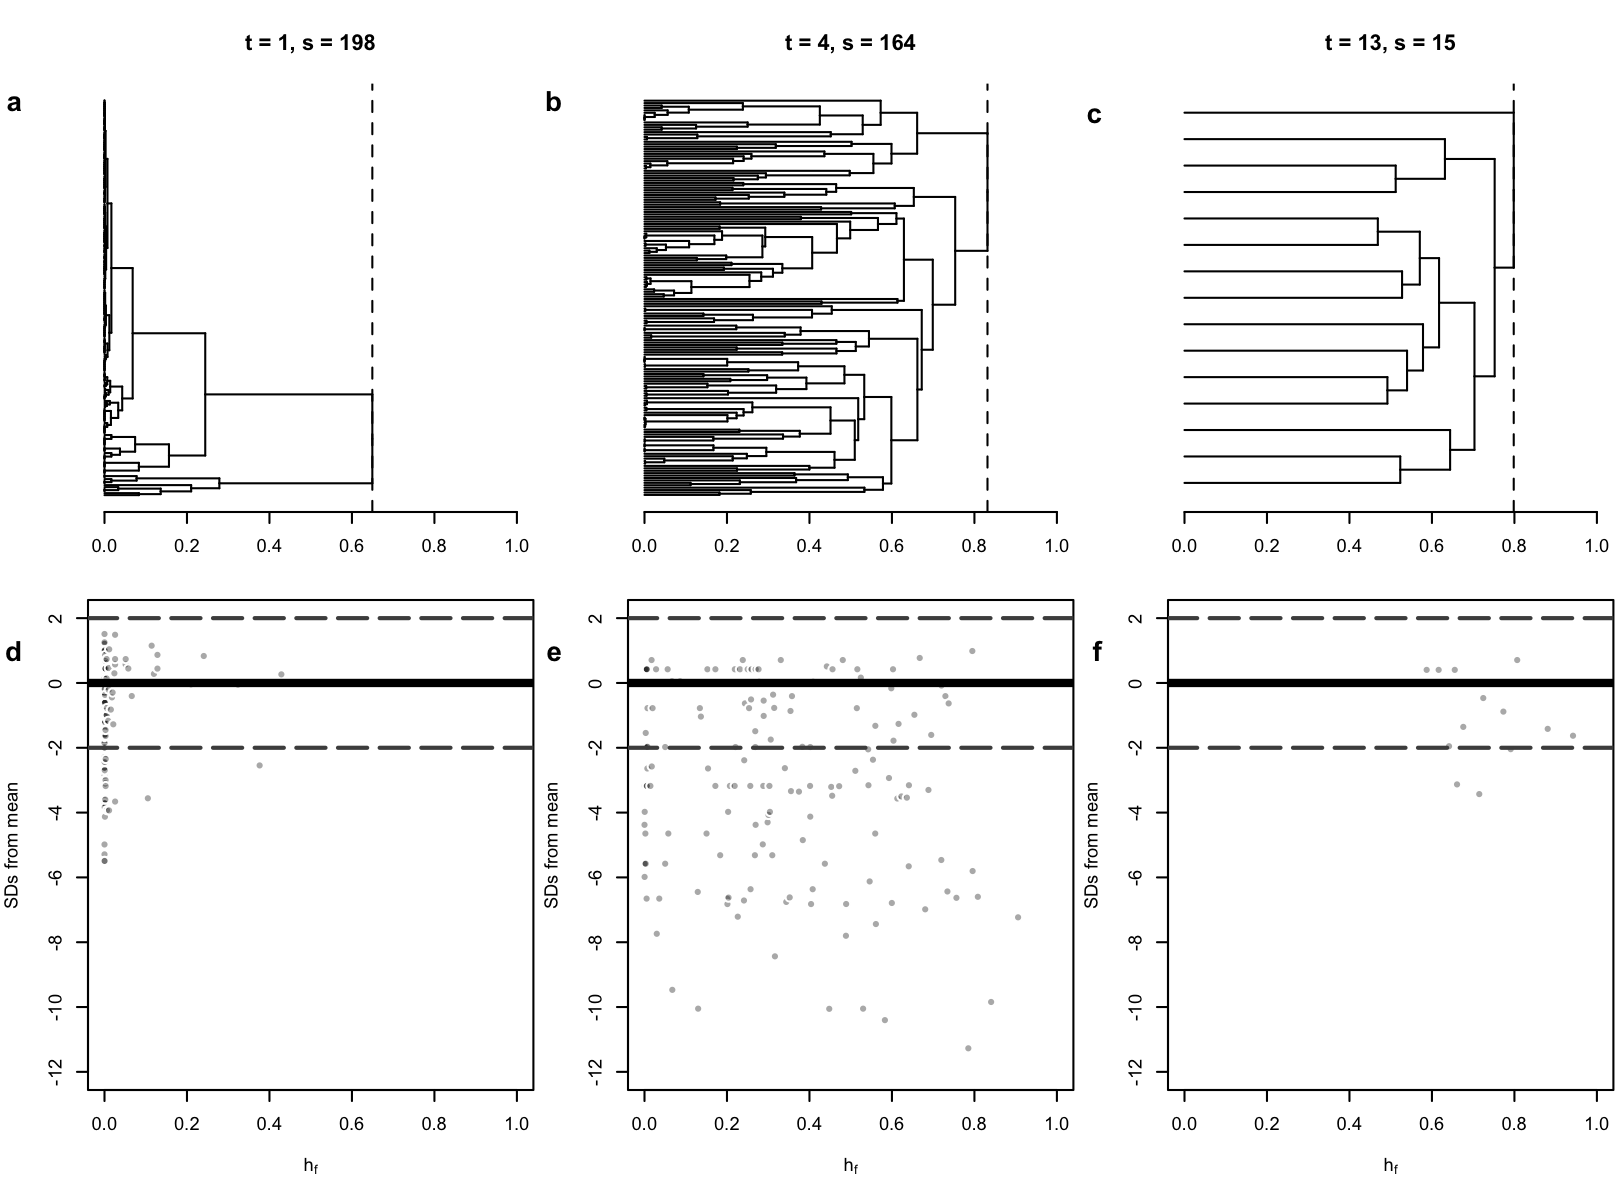 t = 1, s = 198
t = 4, s = 164
t = 13, s = 15
a
b
c
0.0 0.2 0.4 0.6 0.8 1.0
0.0 0.2 0.4 0.6 0.8 1.0
0.0 0.2 0.4 0.6 0.8 1.0
d
SDs from mean
2 0 -2 -4 -6 -8 -10 -12
0.0 0.2 0.4 0.6 0.8 1.0
hf
e
SDs from mean
2 0 -2 -4 -6 -8 -10 -12
0.0 0.2 0.4 0.6 0.8 1.0
hf
f
SDs from mean
2 0 -2 -4 -6 -8 -10 -12
0.0 0.2 0.4 0.6 0.8 1.0
hf